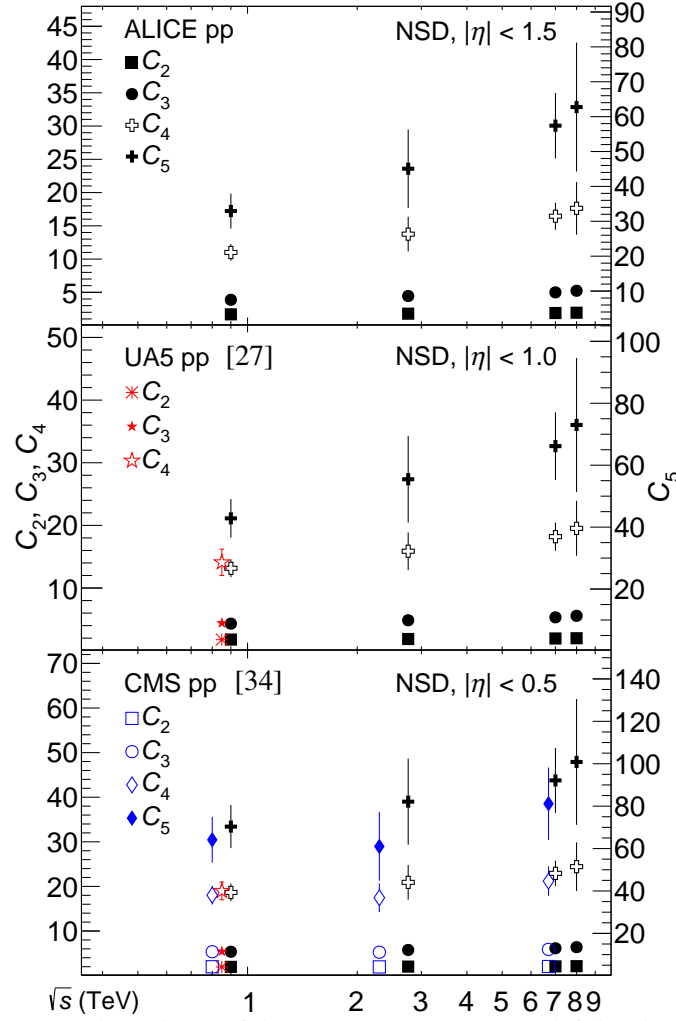 ALICE pp NSD, |η| < 1.5
C₂
C₃
C₄
C₅
45
40
35
30
25
20
15
10
5
90
80
70
60
50
40
30
20
10
UA5 pp [27] NSD, |η| < 1.0
C₂
C₃
C₄
50
40
30
20
10
100
80
60
40
20
C₂, C₃, C₄
C₅
CMS pp [34] NSD, |η| < 0.5
C₂
C₃
C₄
C₅
70
60
50
40
30
20
10
140
120
100
80
60
40
20
√s (TeV) 1 2 3 4 5 6 7 8 9